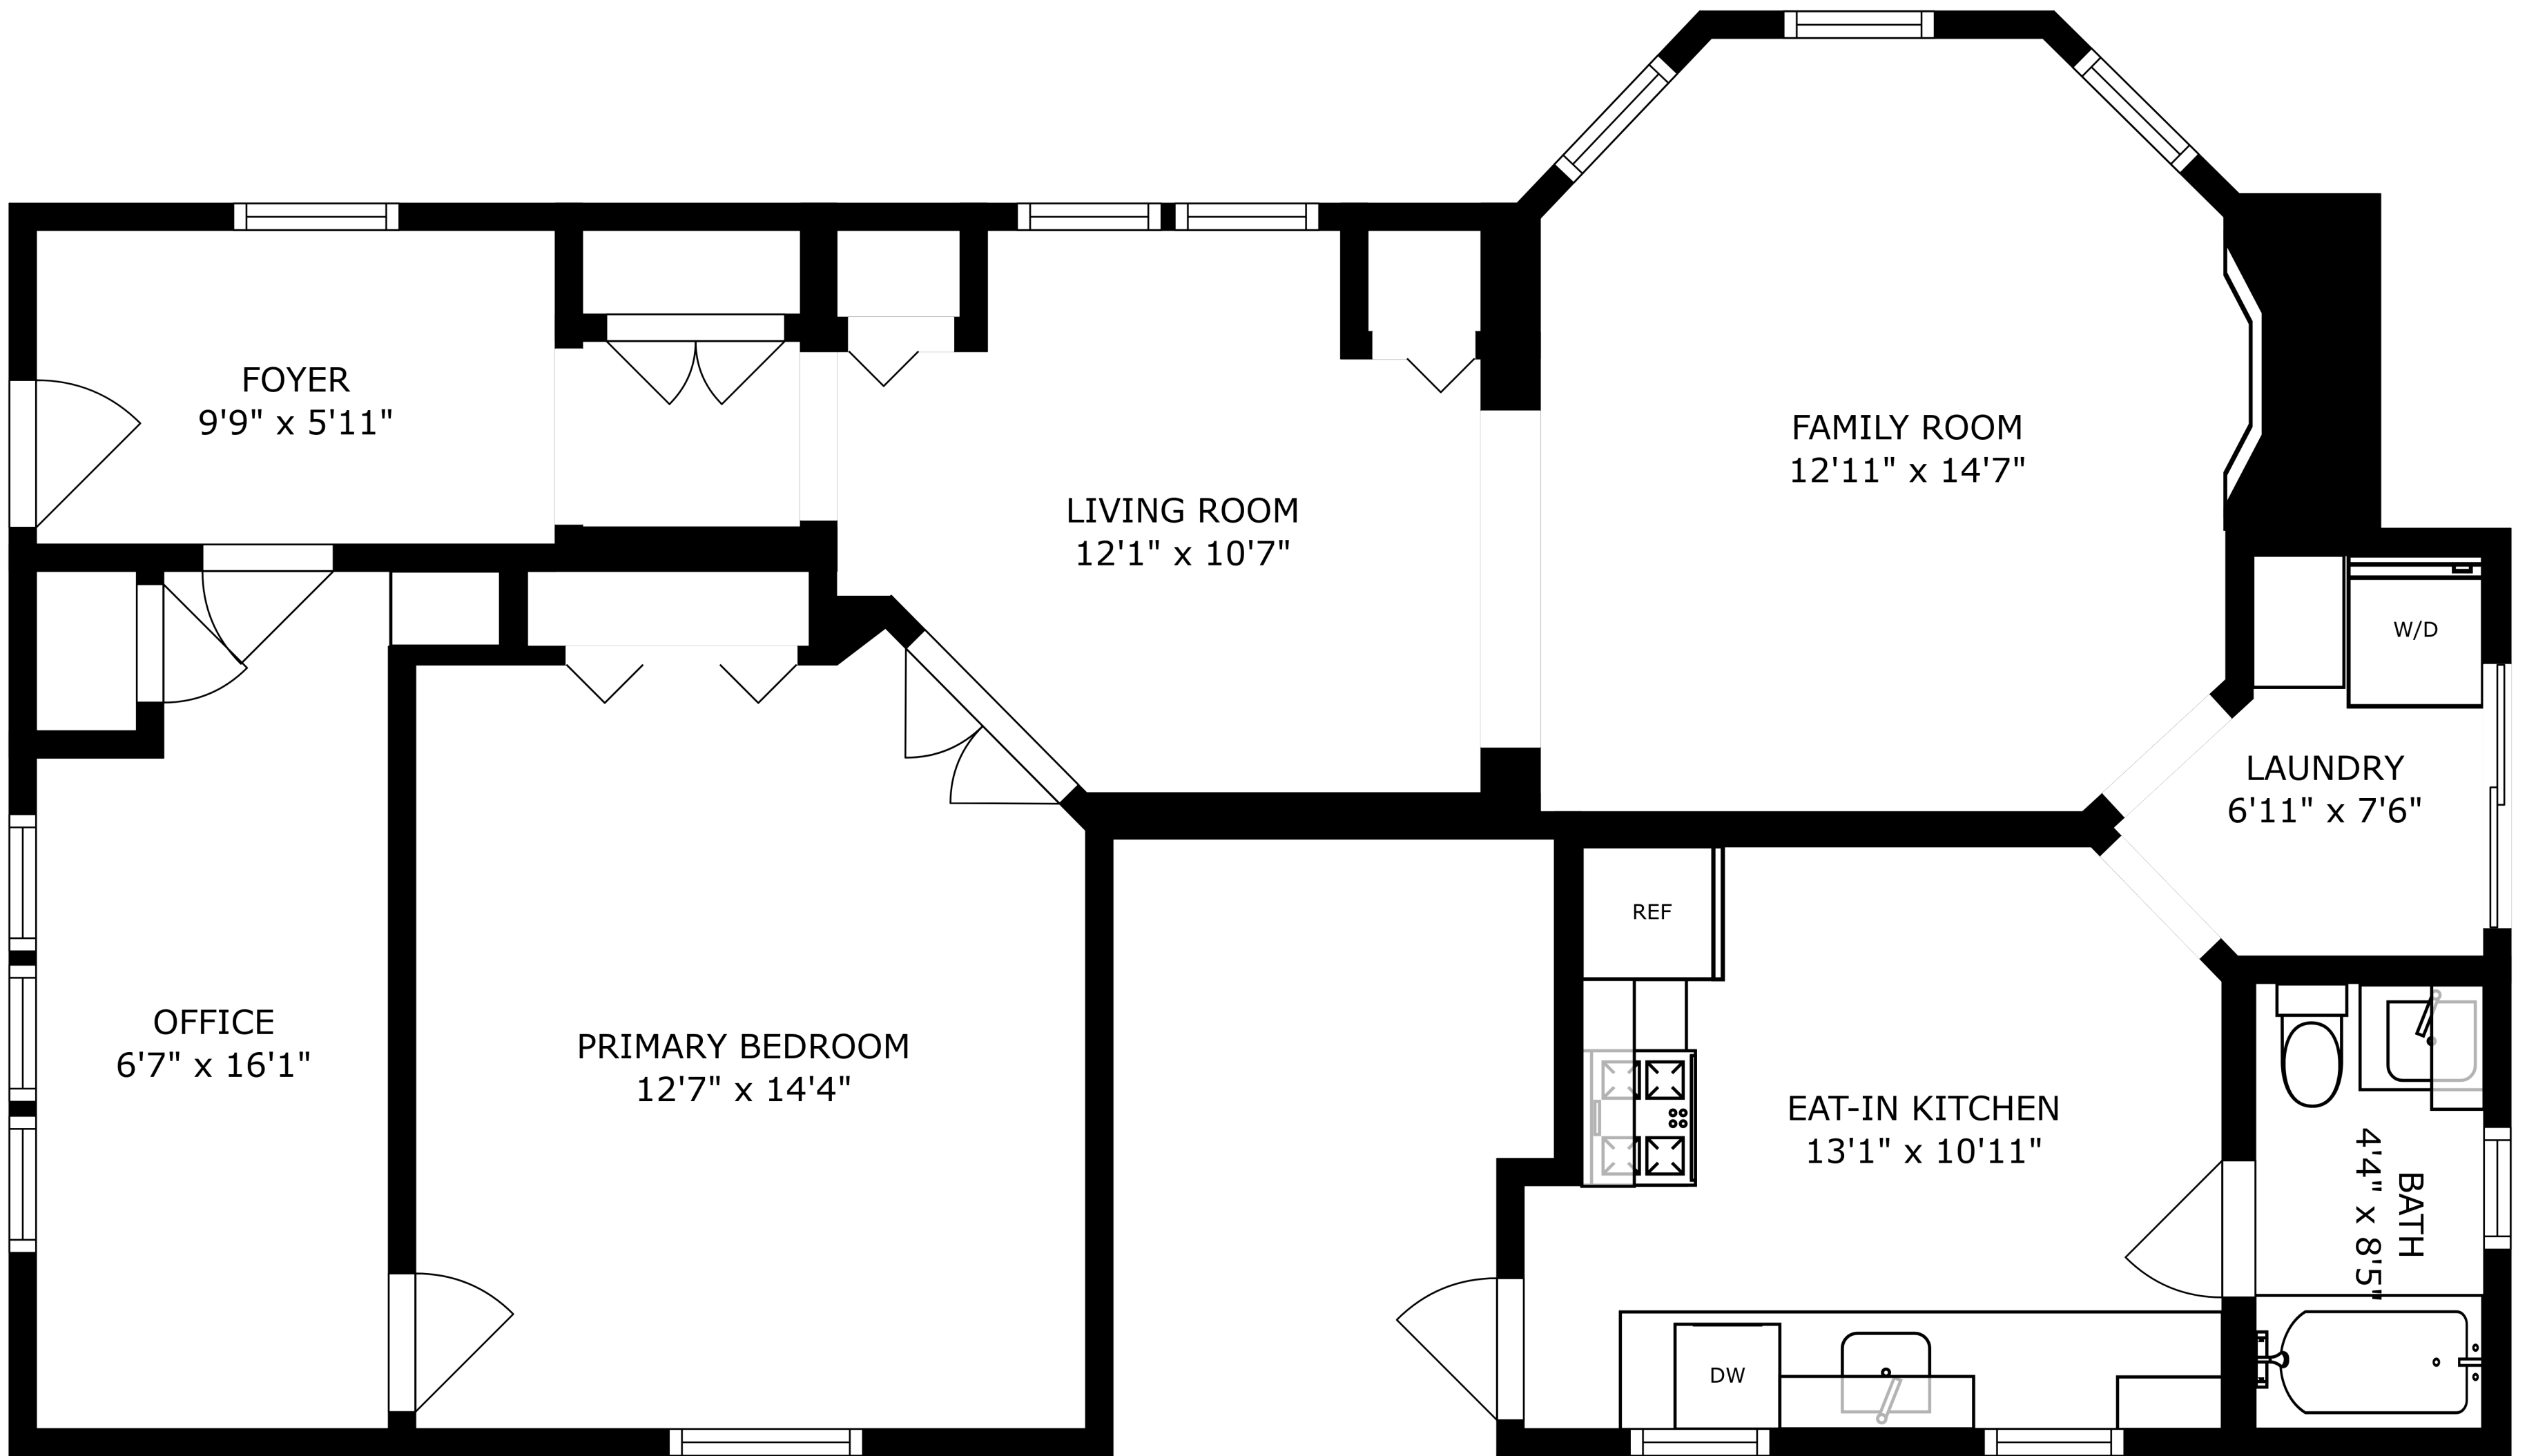 FOYER
9'9" x 5'11"
LIVING ROOM
12'1" x 10'7"
FAMILY ROOM
12'11" x 14'7"
W/D
LAUNDRY
6'11" x 7'6"
OFFICE
6'7" x 16'1"
PRIMARY BEDROOM
12'7" x 14'4"
REF
EAT-IN KITCHEN
13'1" x 10'11"
BATH
4'4" x 8'5"
DW